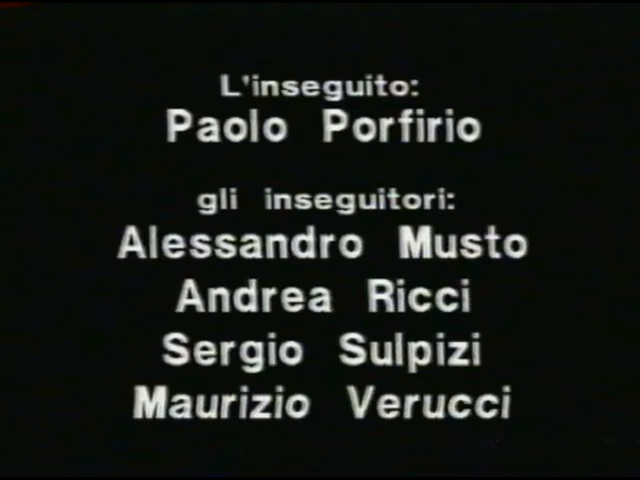 L'inseguito:
Paolo Porfirio
gli inseguitori:
Alessandro Musto
Andrea Ricci
Sergio Sulpizi
Maurizio Verucci